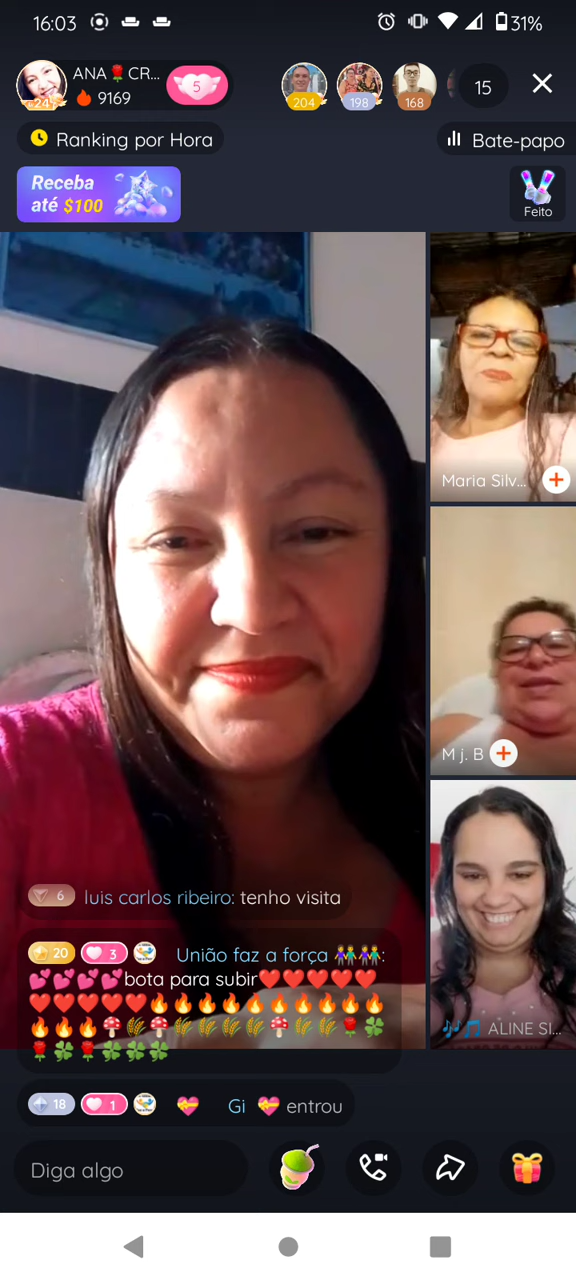 16:03 31%
ANA🌹CR... 5
245
🔥 9169
204 198 168 15
Ranking por Hora
Bate-papo
Receba
até $100
Feito
Maria Silv...
M j. B
6 luis carlos ribeiro: tenho visita
20 3 União faz a força 👫👫:
💕💕💕💕bota para subir❤️❤️❤️❤️❤️
❤️❤️❤️❤️❤️🔥🔥🔥🔥🔥🔥🔥🔥🔥🔥
🔥🔥🔥🍄🌾🍄🌾🌾🌾🌾🍄🌾🌾🌹🍀
🌹🍀🌹🍀🍀🍀
🎶🎵 ALINE SI...
18 1 💝 Gi 💝 entrou
Diga algo